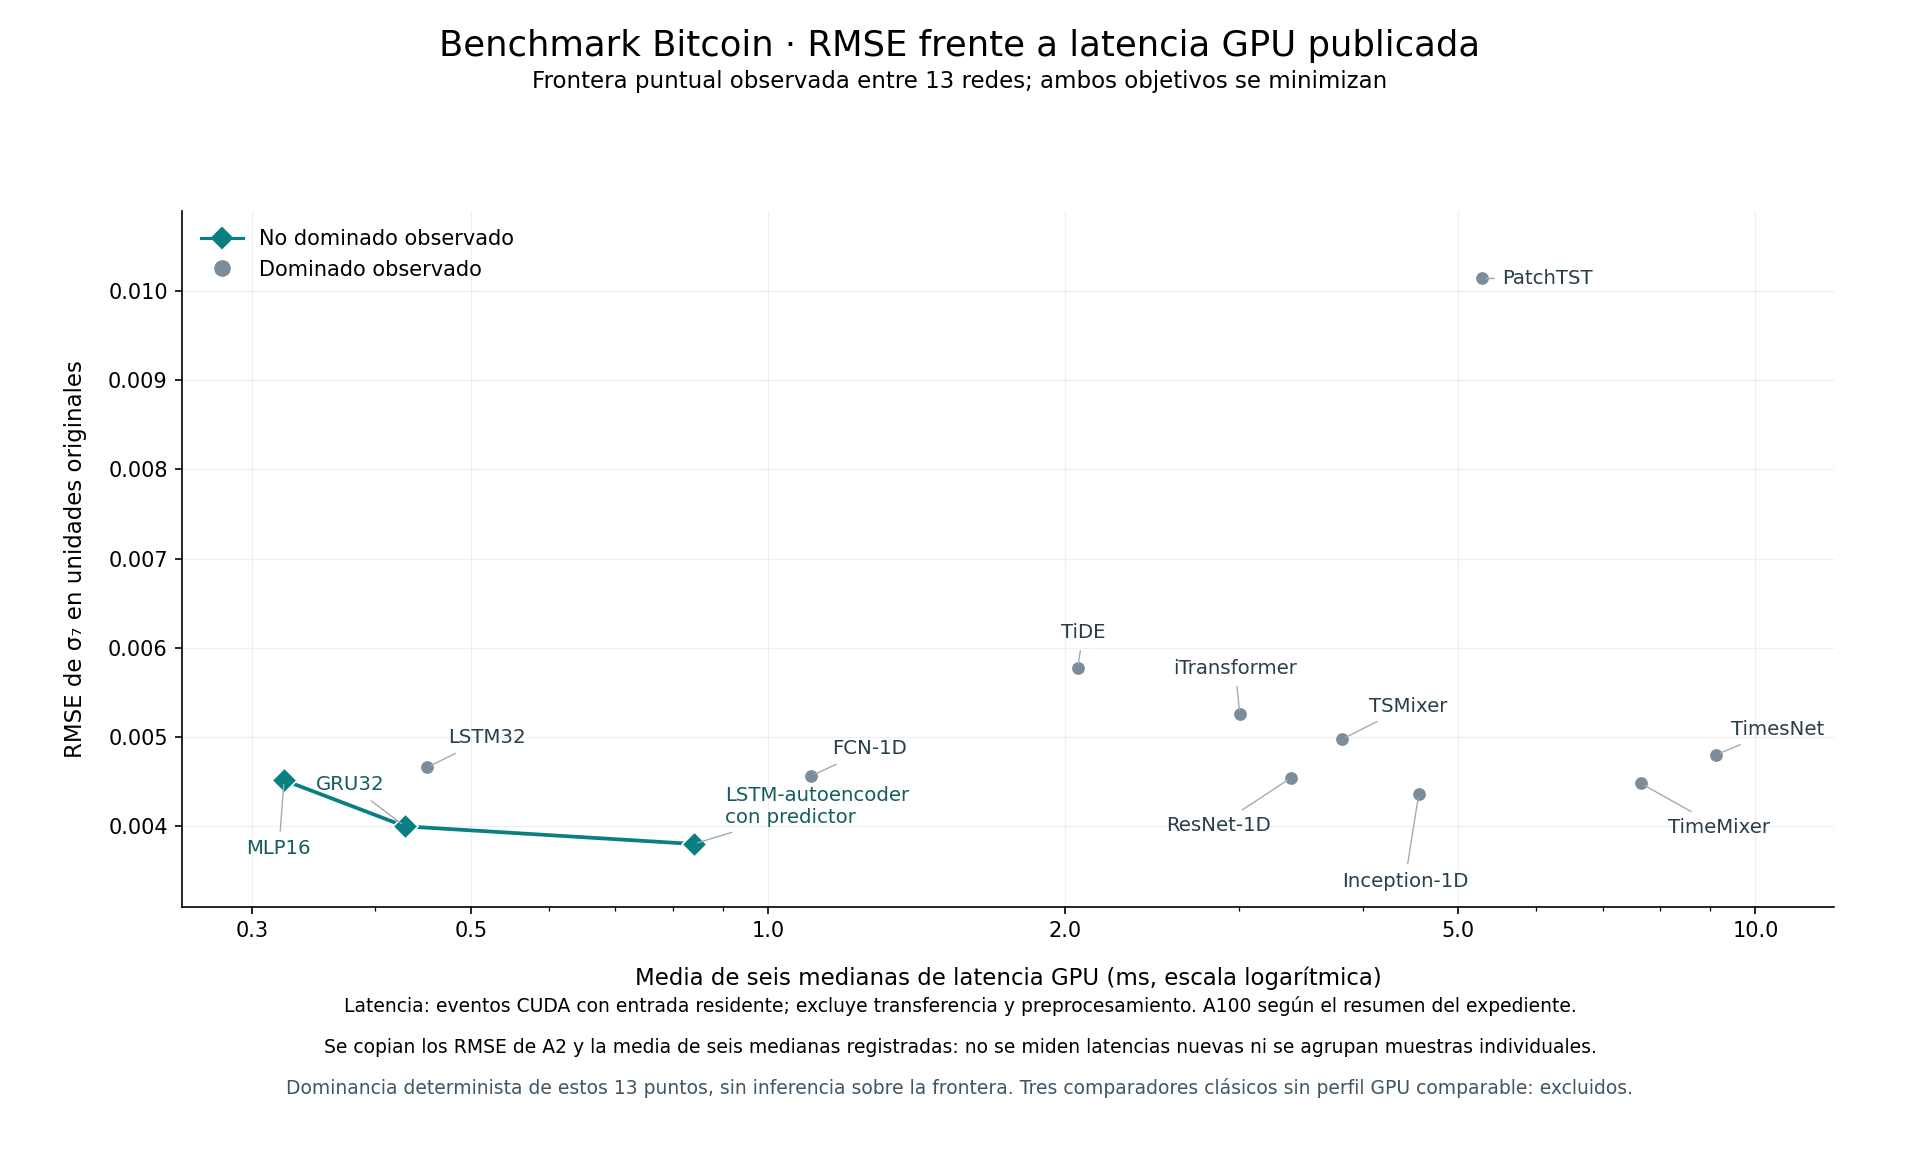 Benchmark Bitcoin · RMSE frente a latencia GPU publicada
Frontera puntual observada entre 13 redes; ambos objetivos se minimizan
No dominado observado
Dominado observado
RMSE de σ₇ en unidades originales
0.010
0.009
0.008
0.007
0.006
0.005
0.004
PatchTST
TiDE
iTransformer
TSMixer
TimesNet
LSTM32
FCN-1D
GRU32
LSTM-autoencoder
con predictor
MLP16
ResNet-1D
TimeMixer
Inception-1D
0.3
0.5
1.0
2.0
5.0
10.0
Media de seis medianas de latencia GPU (ms, escala logarítmica)
Latencia: eventos CUDA con entrada residente; excluye transferencia y preprocesamiento. A100 según el resumen del expediente.
Se copian los RMSE de A2 y la media de seis medianas registradas: no se miden latencias nuevas ni se agrupan muestras individuales.
Dominancia determinista de estos 13 puntos, sin inferencia sobre la frontera. Tres comparadores clásicos sin perfil GPU comparable: excluidos.